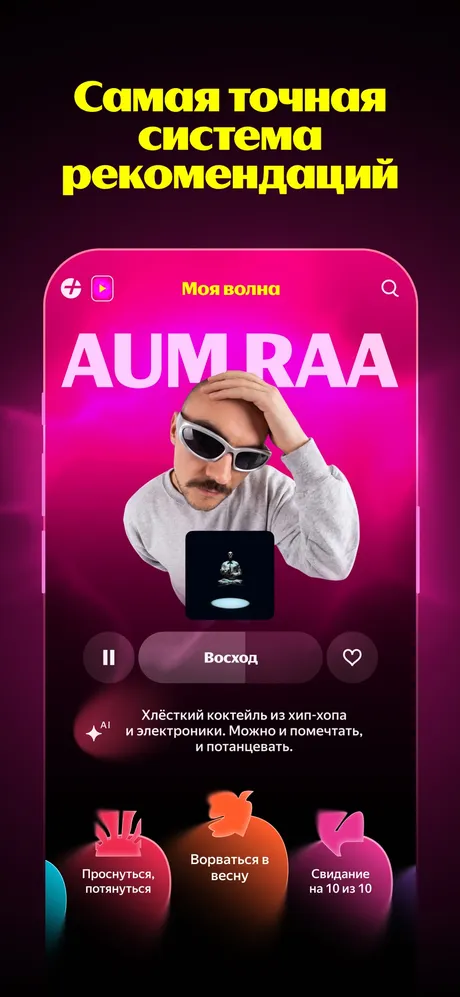 Самая точная
система
рекомендаций
Моя волна
AUM RAA
Восход
AI
Хлёсткий коктейль из хип-хопа
и электроники. Можно и помечтать,
и потанцевать.
Проснуться,
потянуться
Ворваться в
весну
Свидание
на 10 из 10